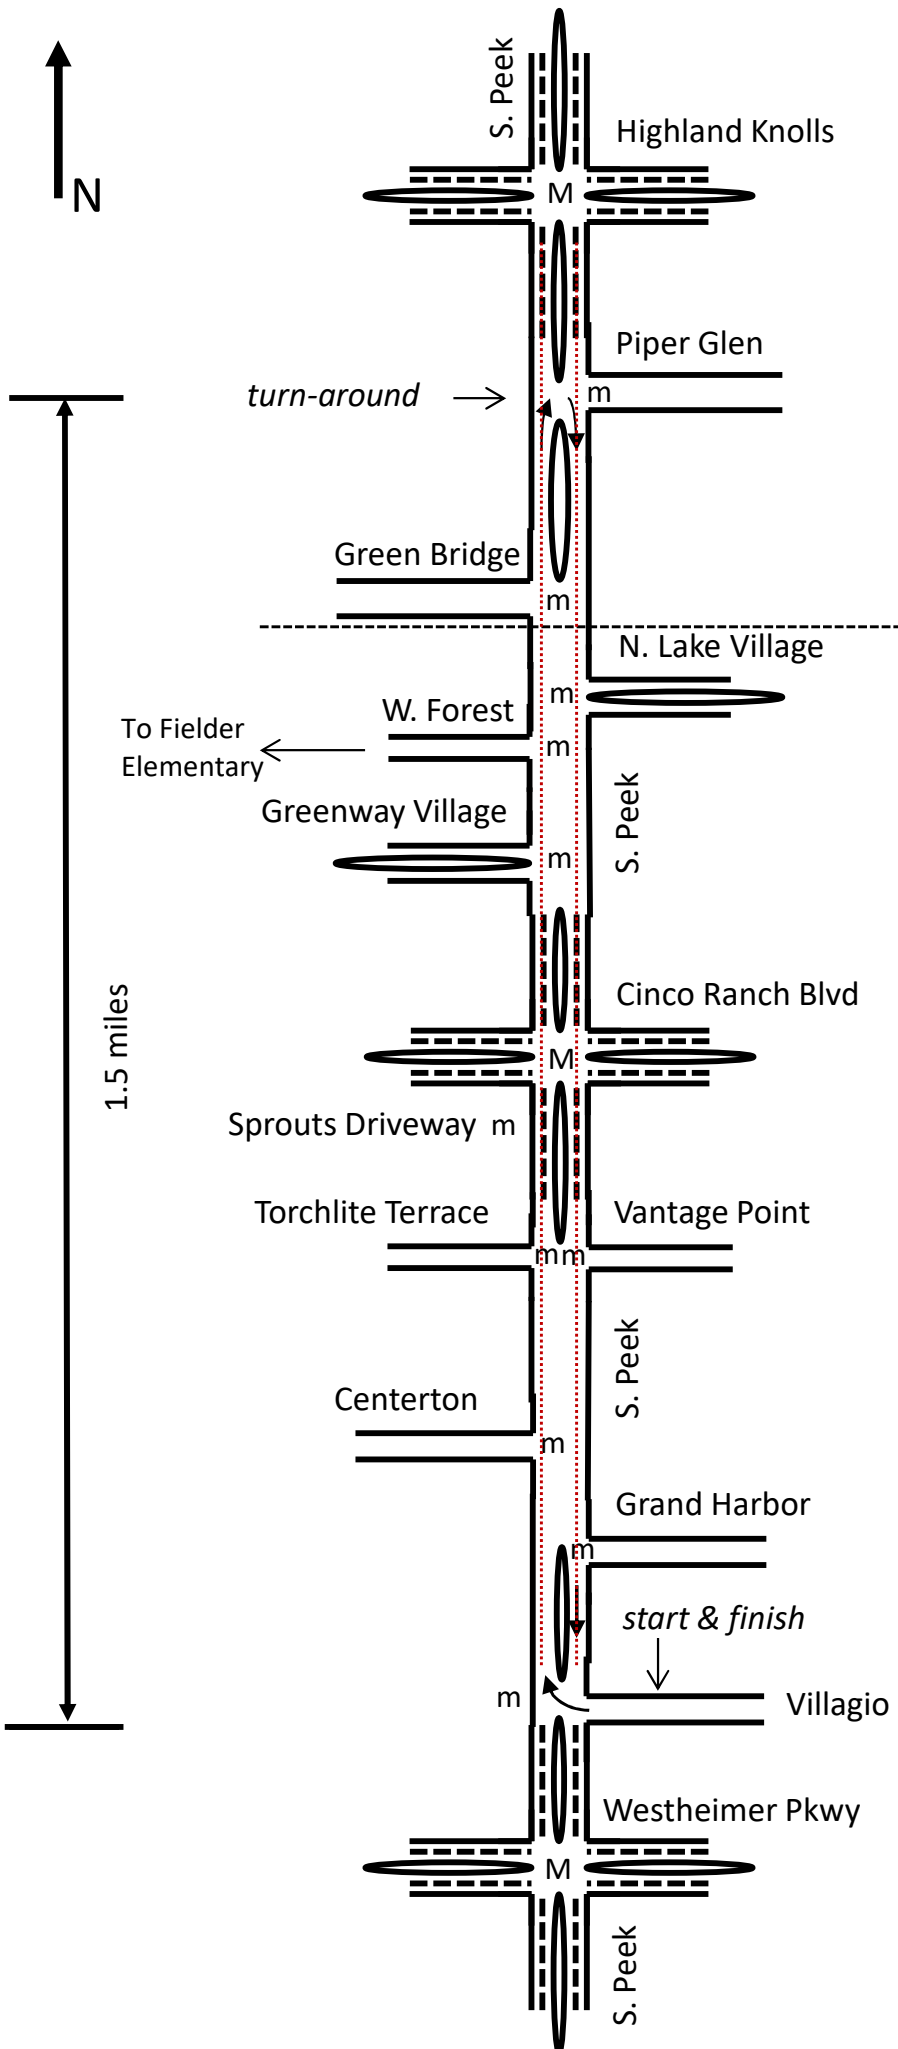 S. Peek
Highland Knolls
N
M
Piper Glen
turn-around
m
Green Bridge
m
N. Lake Village
m
W. Forest
To Fielder
Elementary
m
S. Peek
Greenway Village
m
Cinco Ranch Blvd
1.5 miles
M
Sprouts Driveway m
Torchlite Terrace
Vantage Point
mm
S. Peek
Centerton
m
Grand Harbor
m
start & finish
m
Villagio
Westheimer Pkwy
M
S. Peek